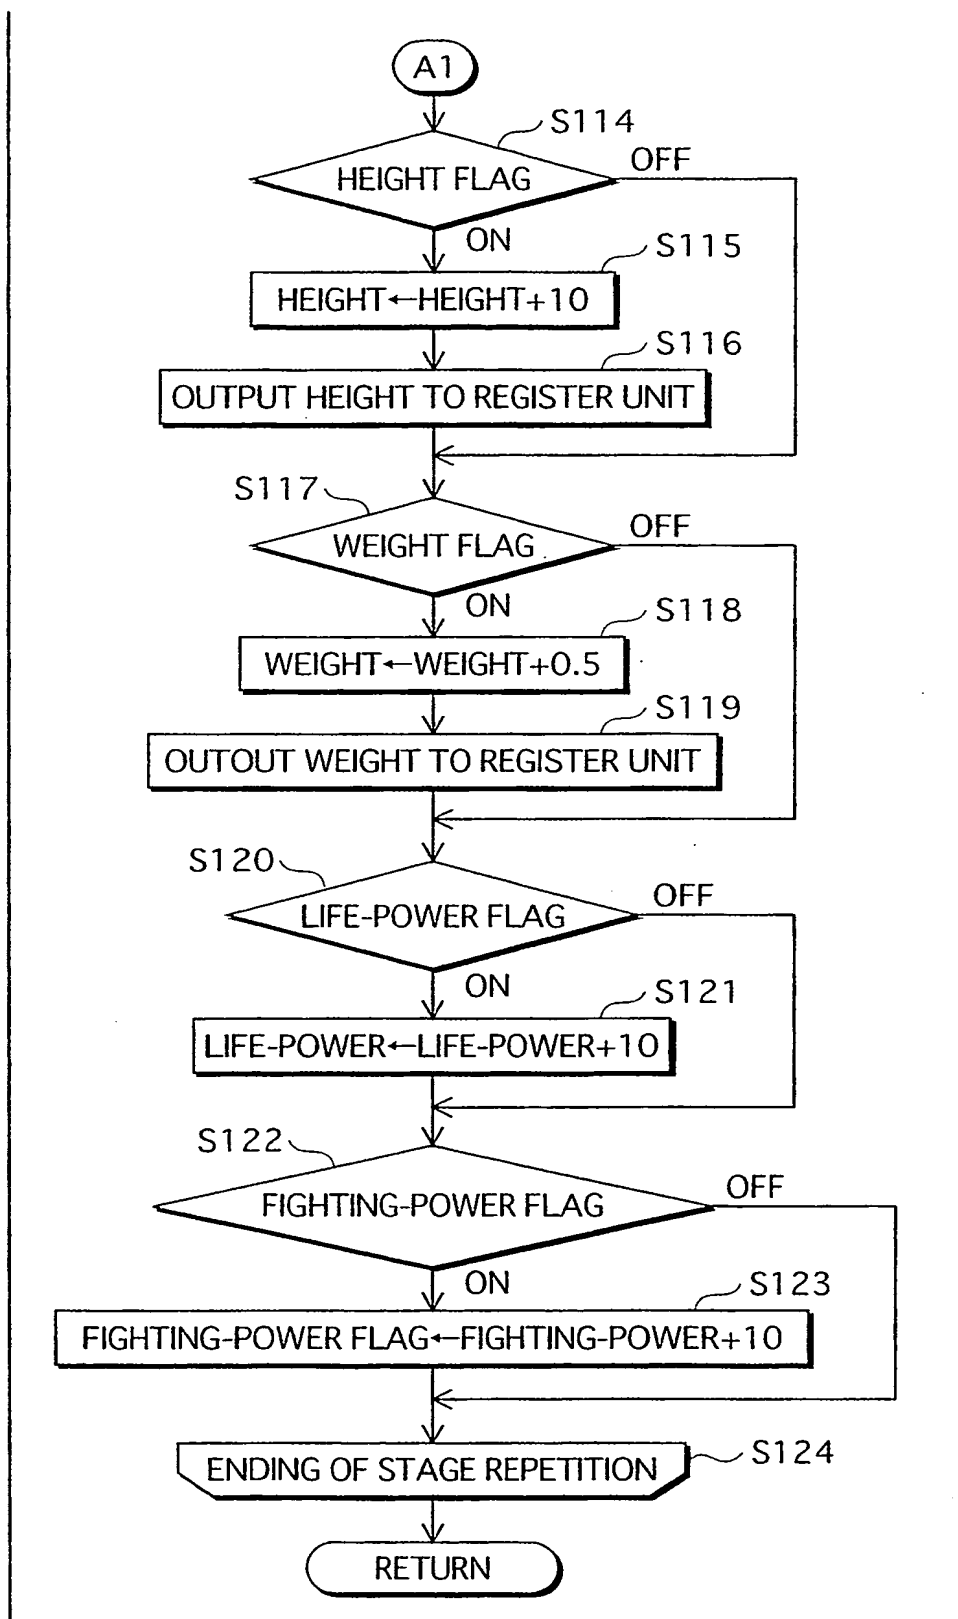 A1
S114
HEIGHT FLAG
OFF
ON
S115
HEIGHT←HEIGHT+10
S116
OUTPUT HEIGHT TO REGISTER UNIT
S117
WEIGHT FLAG
OFF
ON
S118
WEIGHT←WEIGHT+0.5
S119
OUTOUT WEIGHT TO REGISTER UNIT
S120
LIFE-POWER FLAG
OFF
ON
S121
LIFE-POWER←LIFE-POWER+10
S122
FIGHTING-POWER FLAG
OFF
ON
S123
FIGHTING-POWER FLAG←FIGHTING-POWER+10
S124
ENDING OF STAGE REPETITION
RETURN